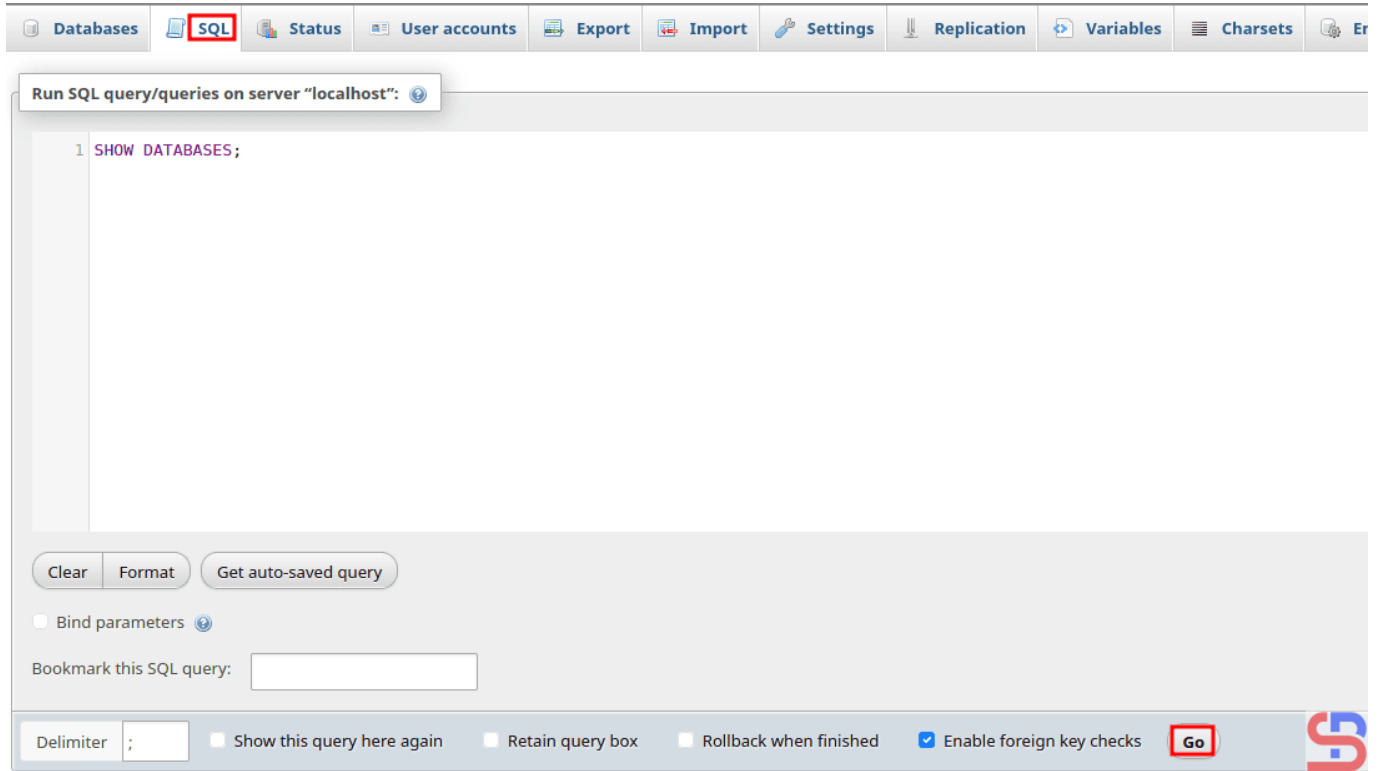 Databases SQL Status User accounts Export Import Settings Replication Variables Charsets
Run SQL query/queries on server “localhost”:
1 SHOW DATABASES;
Clear Format Get auto-saved query
Bind parameters
Bookmark this SQL query:
Delimiter ; Show this query here again Retain query box Rollback when finished Enable foreign key checks Go